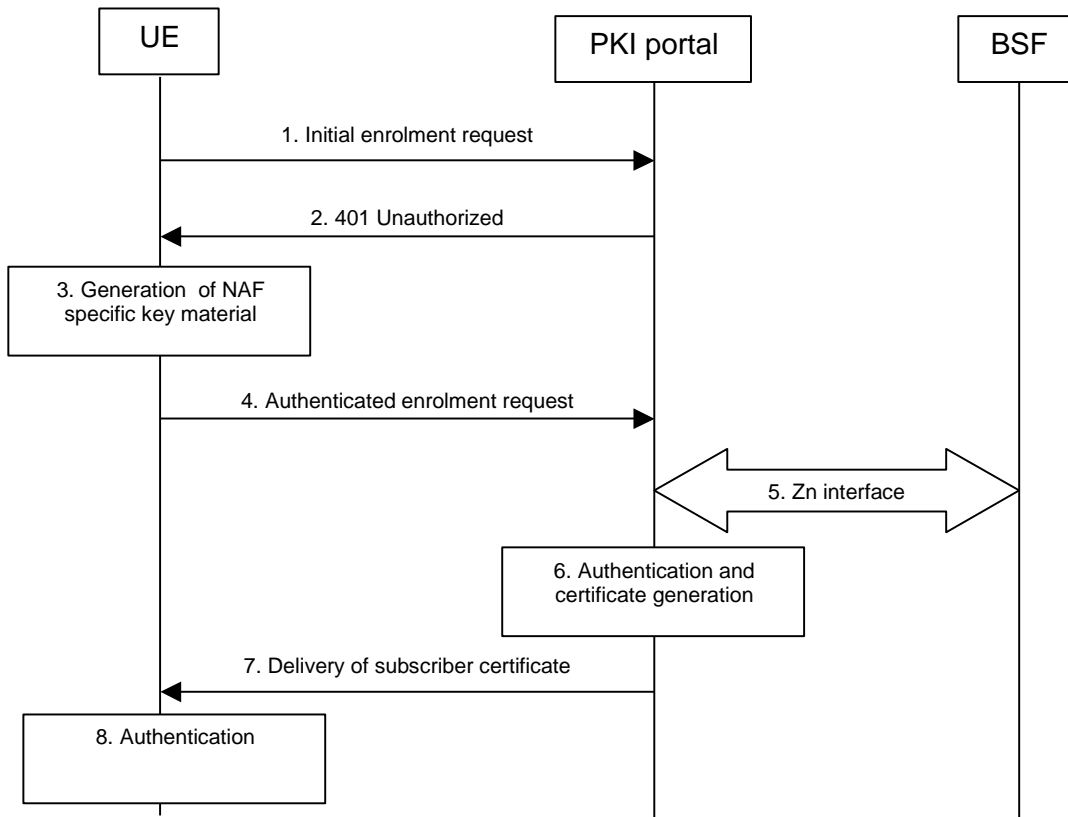 UE
PKI portal
BSF
1. Initial enrolment request
2. 401 Unauthorized
3. Generation of NAF
specific key material
4. Authenticated enrolment request
5. Zn interface
6. Authentication and
certificate generation
7. Delivery of subscriber certificate
8. Authentication